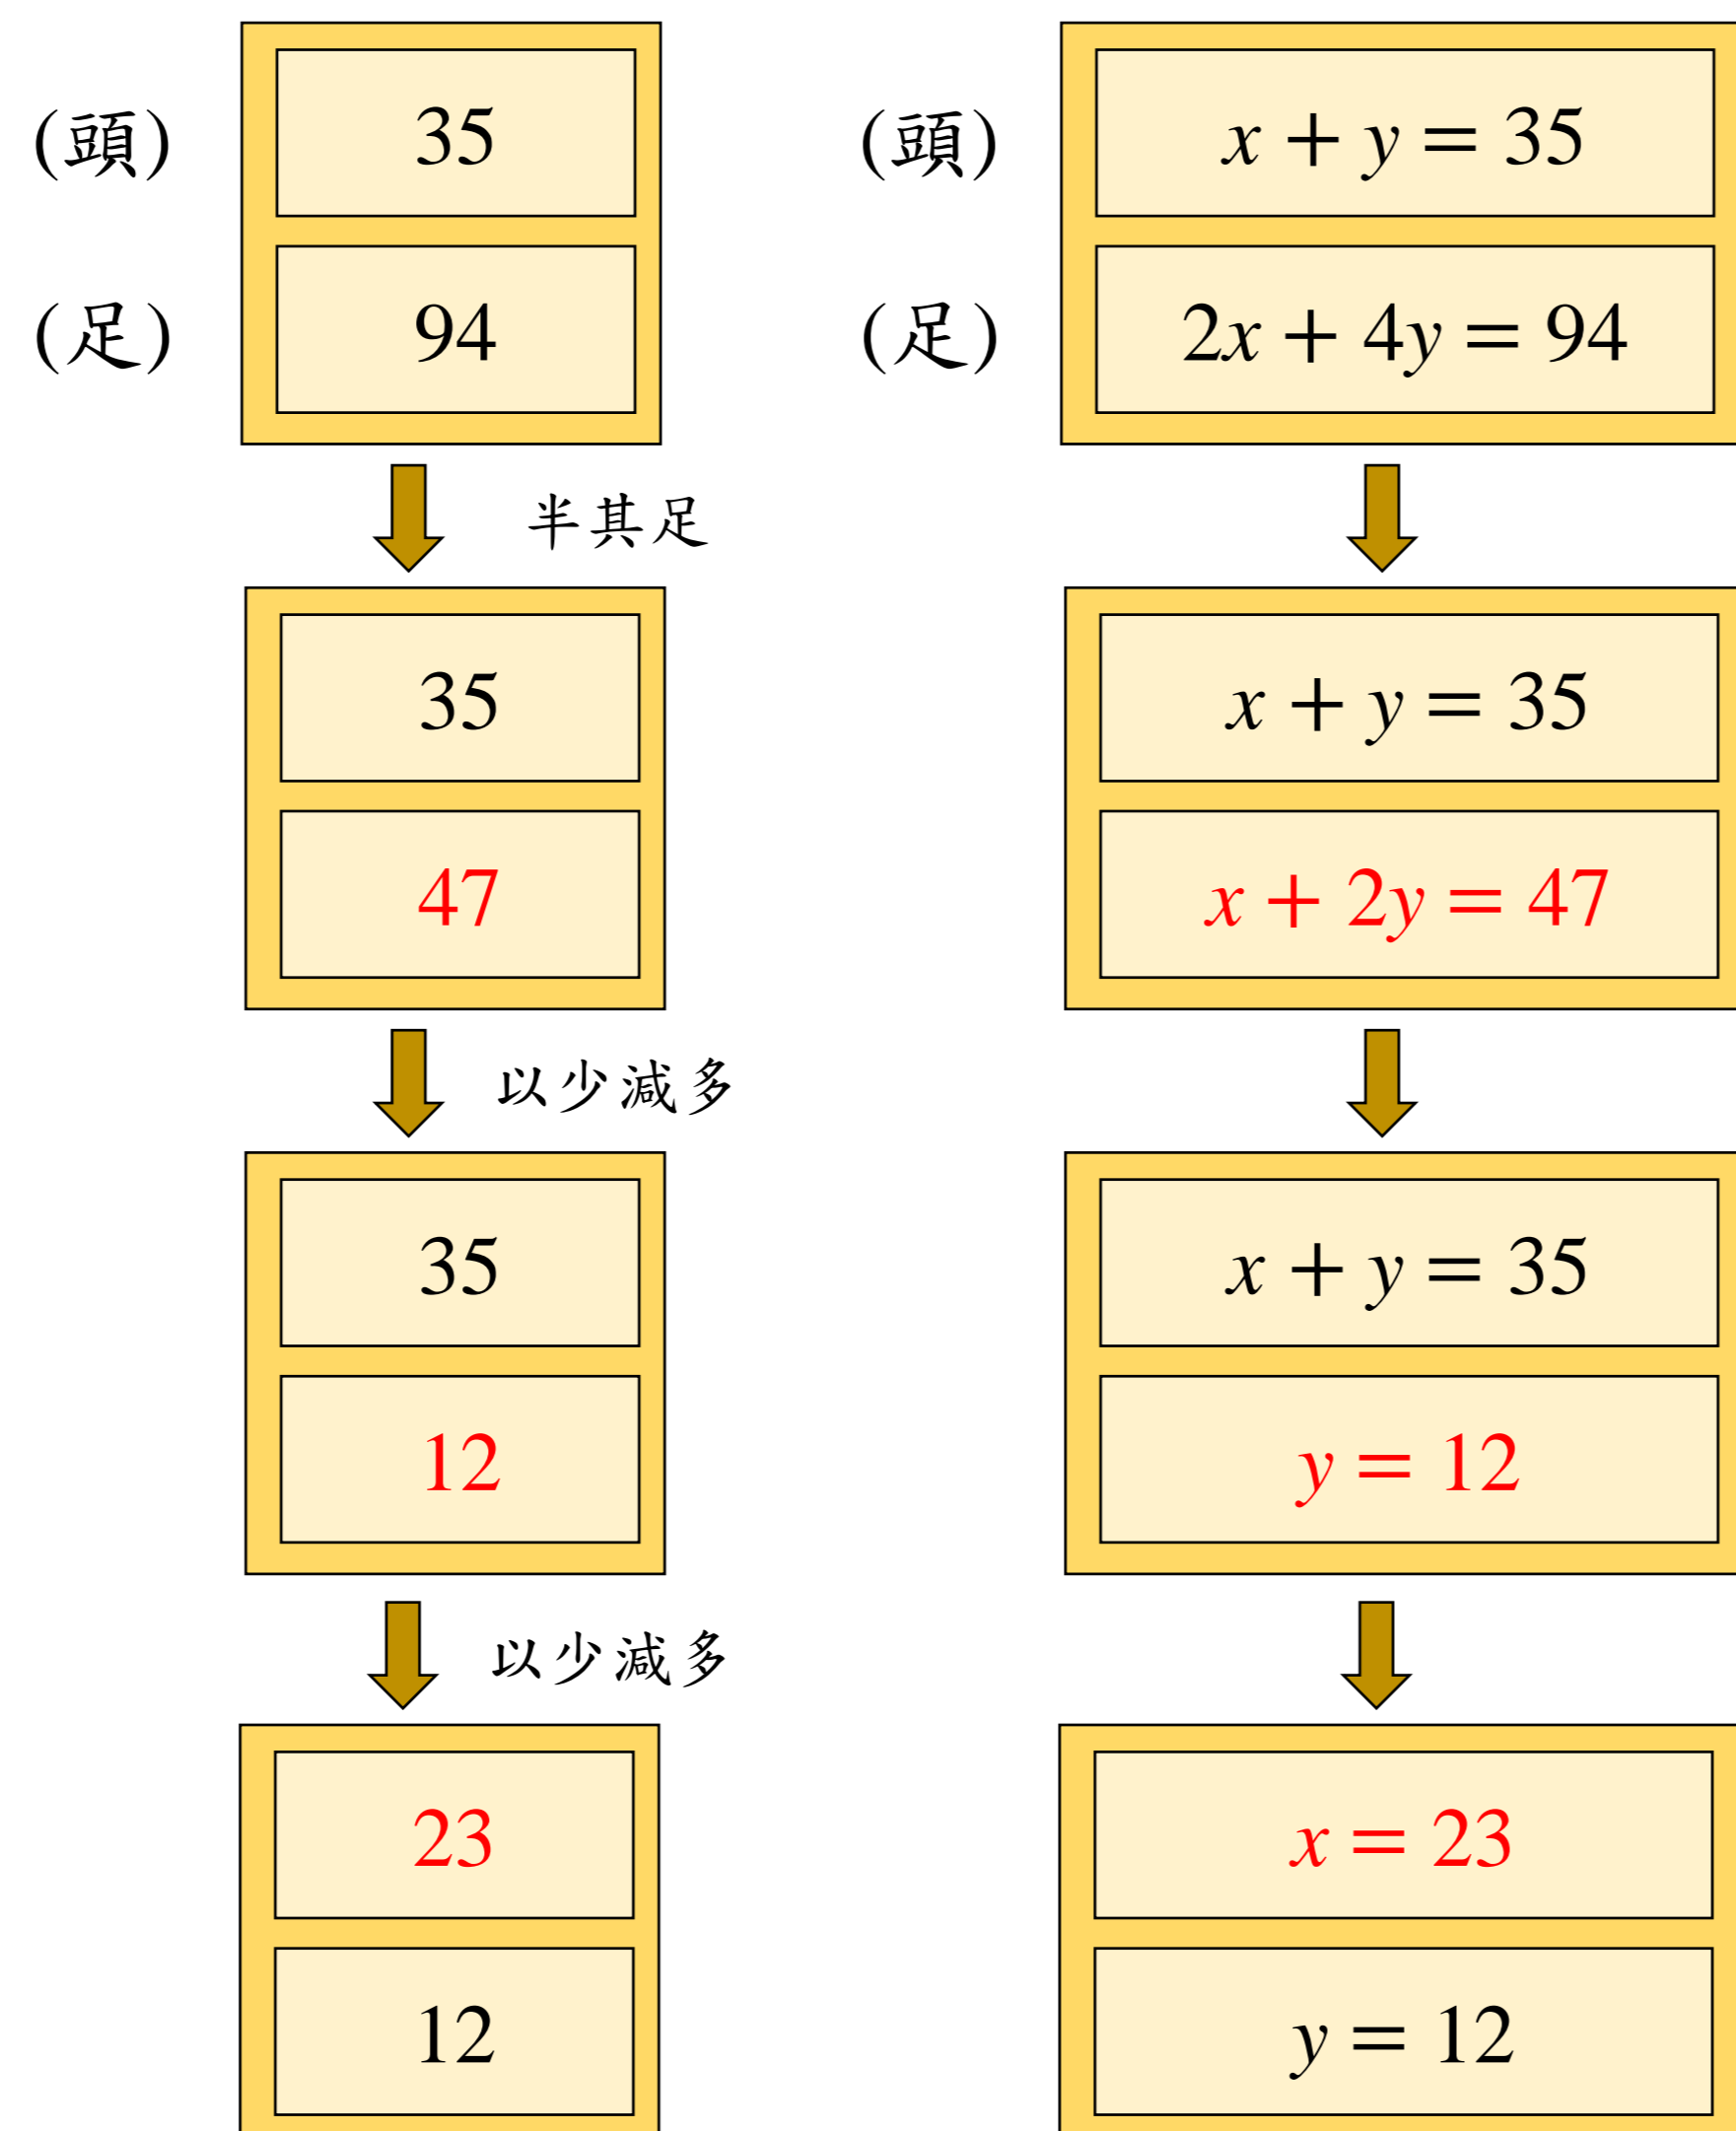 (頭) 35 (頭) x + y = 35
(足) 94 (足) 2x + 4y = 94
半其足
35 x + y = 35
47 x + 2y = 47
以少減多
35 x + y = 35
12 y = 12
以少減多
23 x = 23
12 y = 12